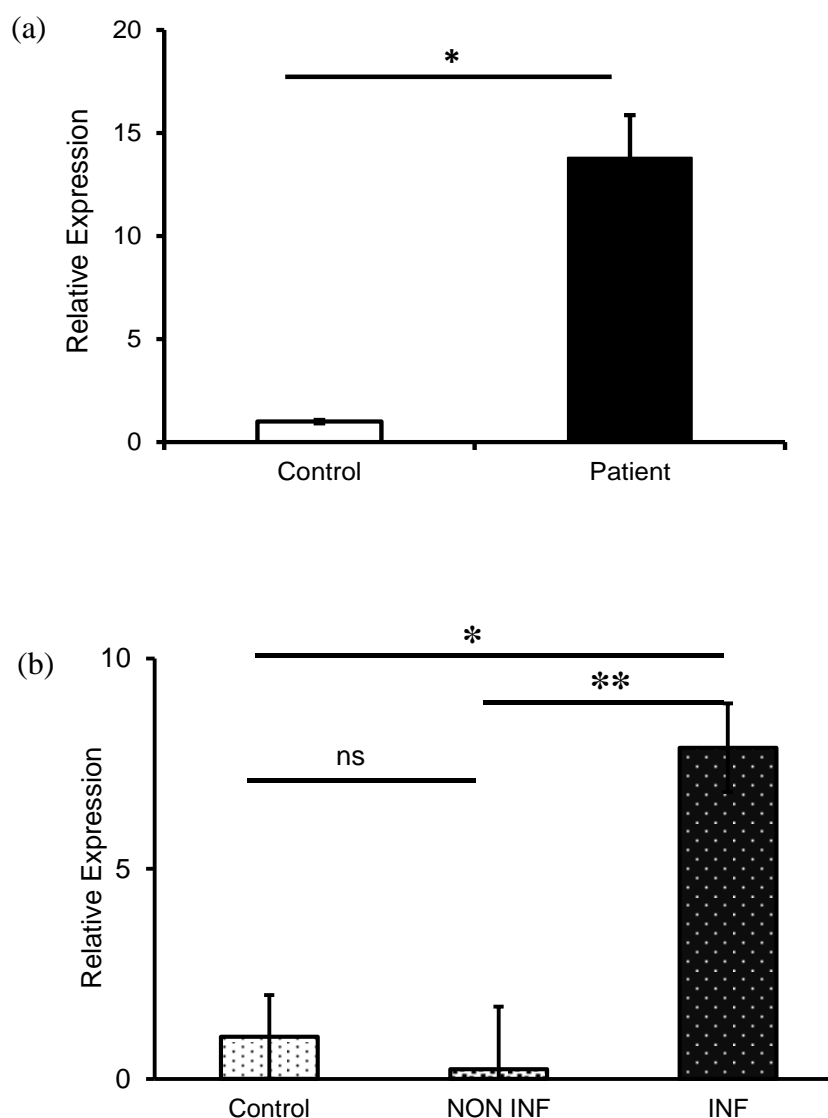 (a)
20
*
15
Relative Expression
10
5
0
Control
Patient
(b)
10
*
**
ns
Relative Expression
5
0
Control
NON INF
INF